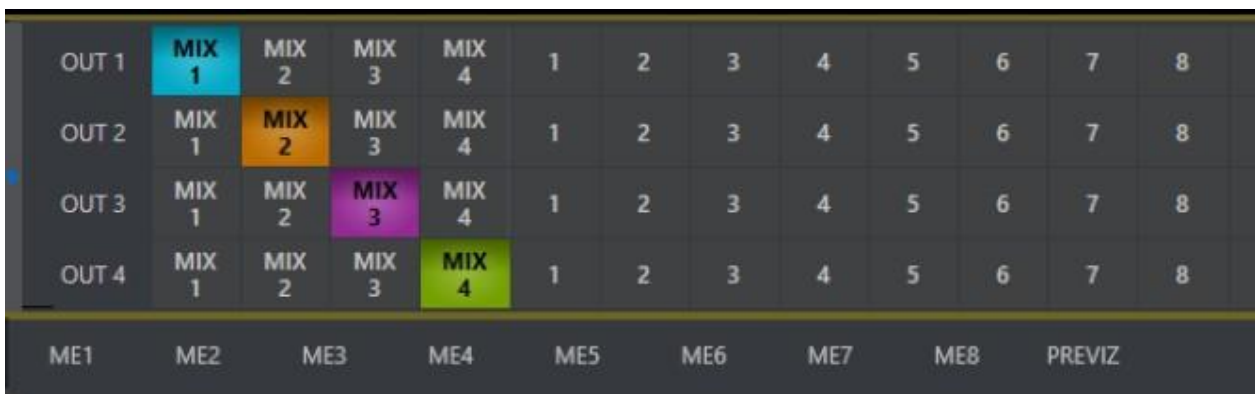 OUT 1 MIX 1 MIX 2 MIX 3 MIX 4 1 2 3 4 5 6 7 8
OUT 2 MIX 1 MIX 2 MIX 3 MIX 4 1 2 3 4 5 6 7 8
OUT 3 MIX 1 MIX 2 MIX 3 MIX 4 1 2 3 4 5 6 7 8
OUT 4 MIX 1 MIX 2 MIX 3 MIX 4 1 2 3 4 5 6 7 8
ME1 ME2 ME3 ME4 ME5 ME6 ME7 ME8 PREVIZ